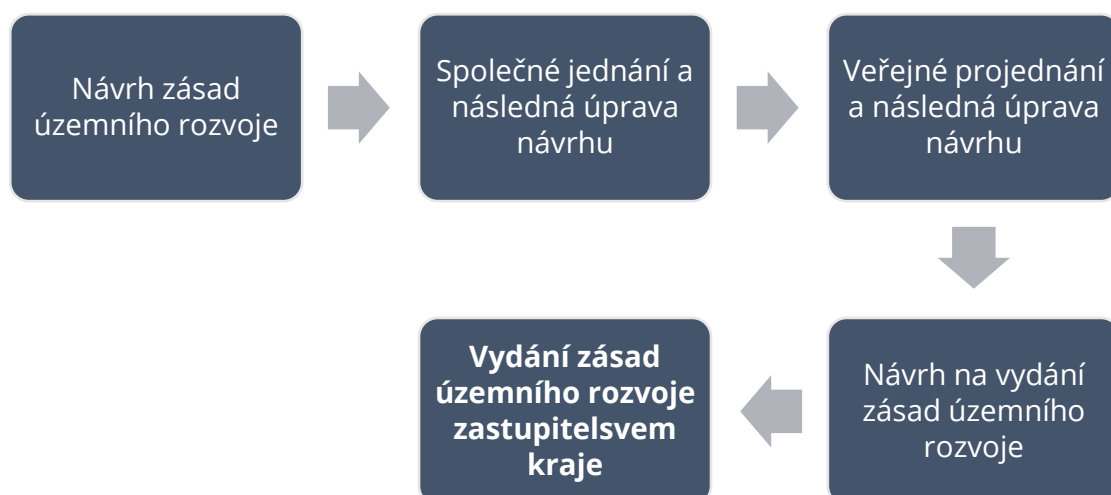 Návrh zásad
územního rozvoje
Společné jednání a
následná úprava
návrhu
Veřejné projednání
a následná úprava
návrhu
Návrh na vydání
zásad územního
rozvoje
Vydání zásad
územního rozvoje
zastupitelsvem
kraje